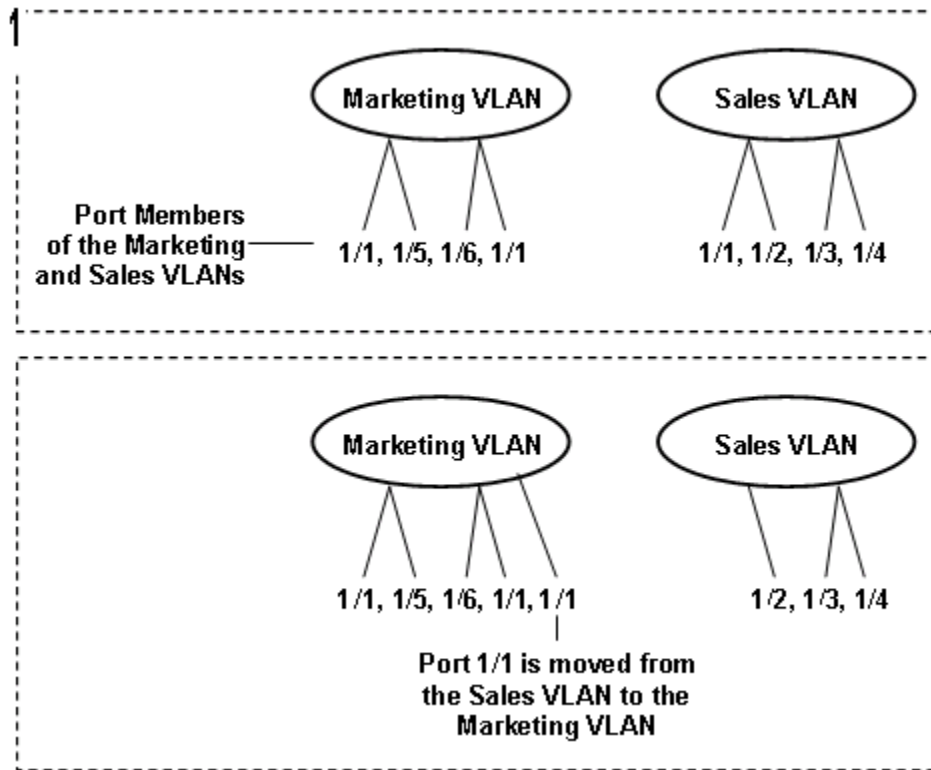 1
Marketing VLAN
Sales VLAN
Port Members
of the Marketing
and Sales VLANs
1/1, 1/5, 1/6, 1/1
1/1, 1/2, 1/3, 1/4
Marketing VLAN
Sales VLAN
1/1, 1/5, 1/6, 1/1, 1/1
1/2, 1/3, 1/4
Port 1/1 is moved from
the Sales VLAN to the
Marketing VLAN